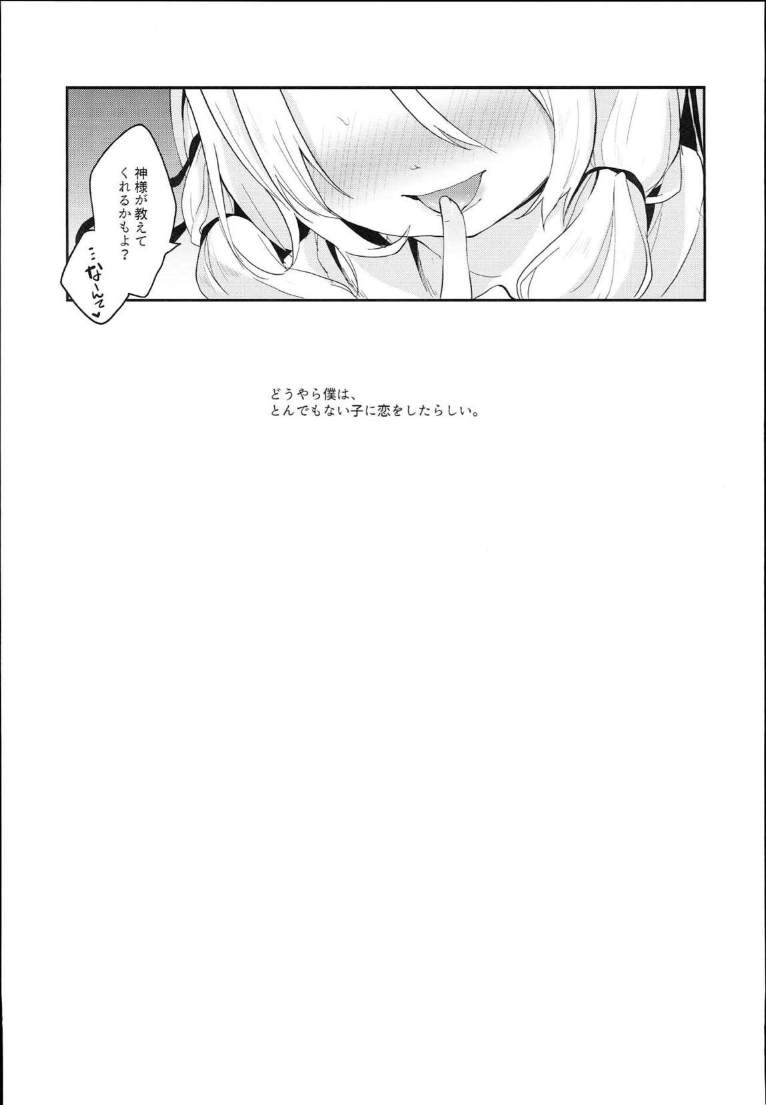 神様が教えて
くれるかもよ？
…なーんて♥
どうやら僕は、
とんでもない子に恋をしたらしい。